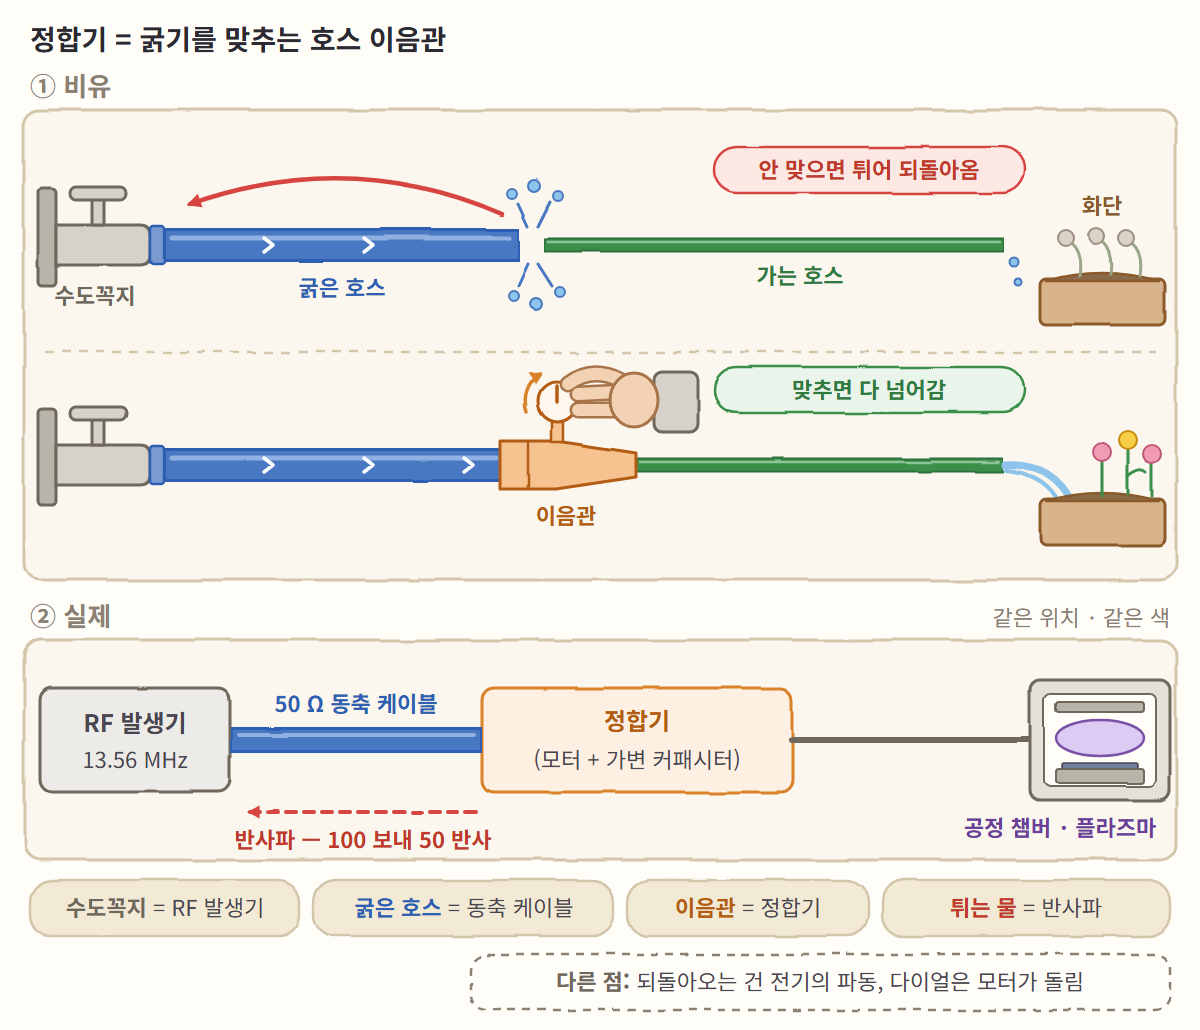 정합기 = 굵기를 맞추는 호스 이음관
① 비유
안 맞으면 튀어 되돌아옴
화단
수도꼭지
굵은 호스
가는 호스
맞추면 다 넘어감
이음관
② 실제
같은 위치 · 같은 색
RF 발생기
13.56 MHz
50 Ω 동축 케이블
정합기
(모터 + 가변 커패시터)
반사파 — 100 보내 50 반사
공정 챔버 · 플라즈마
수도꼭지 = RF 발생기
굵은 호스 = 동축 케이블
이음관 = 정합기
튀는 물 = 반사파
다른 점: 되돌아오는 건 전기의 파동, 다이얼은 모터가 돌림